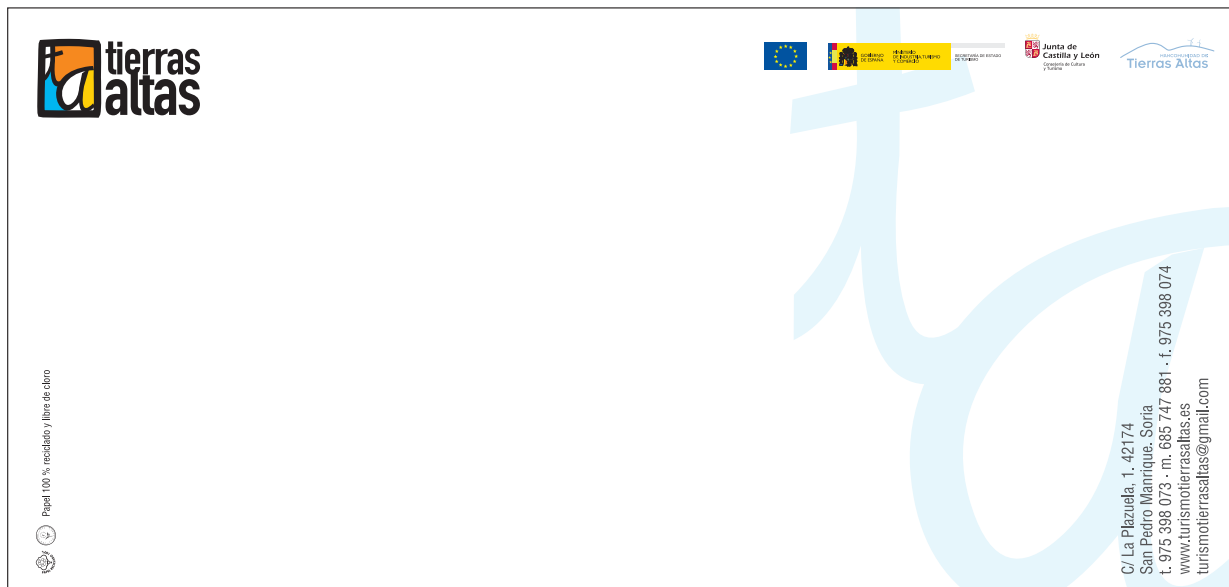 tierras
altas
GOBIERNO
DE ESPAÑA
MINISTERIO
DE INDUSTRIA, TURISMO
Y COMERCIO
SECRETARÍA DE ESTADO
DE TURISMO
Junta de
Castilla y León
Consejería de Cultura
y Turismo
MANCOMUNIDAD DE
Tierras Altas
Papel 100 % reciclado y libre de cloro
C/ La Plazuela, 1. 42174
San Pedro Manrique. Soria
t. 975 398 073 · m. 685 747 881 · f. 975 398 074
www.turismotierrasaltas.es
turismotierrasaltas@gmail.com